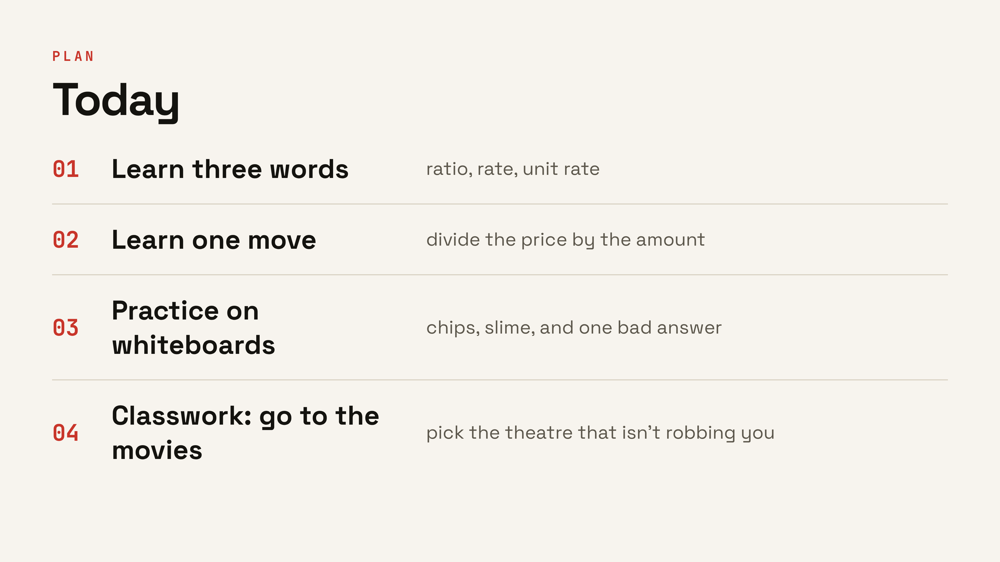 PLAN
Today
01 Learn three words ratio, rate, unit rate
02 Learn one move divide the price by the amount
03 Practice on
whiteboards
chips, slime, and one bad answer
04 Classwork: go to the
movies
pick the theatre that isn’t robbing you